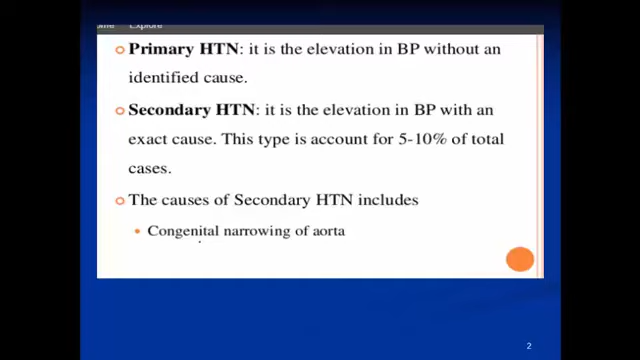 Explore
Primary HTN: it is the elevation in BP without an
identified cause.
Secondary HTN: it is the elevation in BP with an
exact cause. This type is account for 5-10% of total
cases.
The causes of Secondary HTN includes
Congenital narrowing of aorta
2